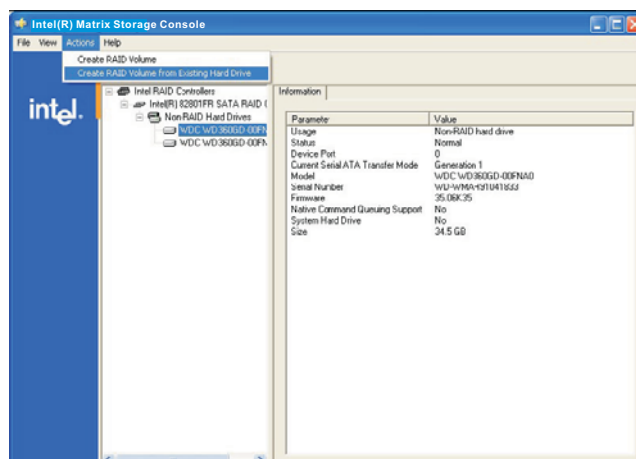 Intel(R) Matrix Storage Console
File View Actions Help
Create RAID Volume
Create RAID Volume from Existing Hard Drive
intel.
Intel RAID Controllers
Intel(R) 82801FR SATA RAID (
Non-RAID Hard Drives
WDC WD360GD-00FN
WDC WD360GD-00FN
Information
Parameter Value
Usage Non-RAID hard drive
Status Normal
Device Port 0
Current Serial ATA Transfer Mode Generation 1
Model WDC WD360GD-00FNA0
Serial Number
Firmware 35.06K35
Native Command Queuing Support No
System Hard Drive No
Size 34.5 GB